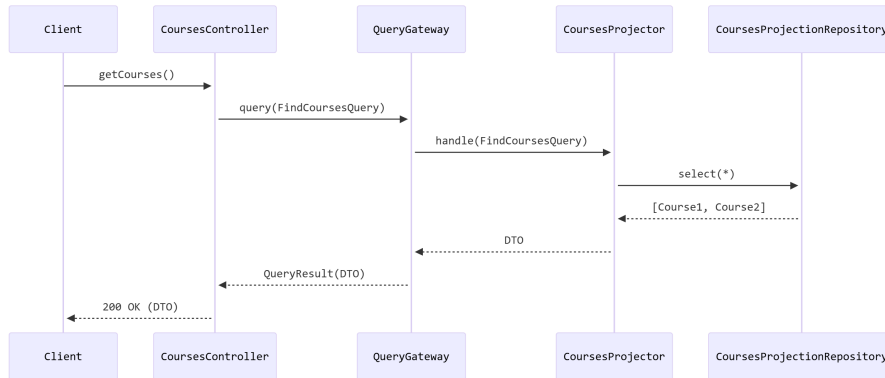 Client
CoursesController
QueryGateway
CoursesProjector
CoursesProjectionRepository
getCourses()
query(FindCoursesQuery)
handle(FindCoursesQuery)
select(*)
[Course1, Course2]
DTO
QueryResult(DTO)
200 OK (DTO)
Client
CoursesController
QueryGateway
CoursesProjector
CoursesProjectionRepository